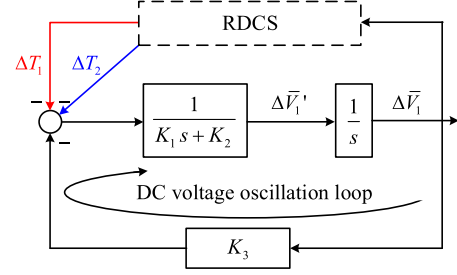 RDCS
ΔT₁
ΔT₂
1
K₁ s + K₂
ΔV̄₁'
1
s
ΔV̄₁
DC voltage oscillation loop
K₃